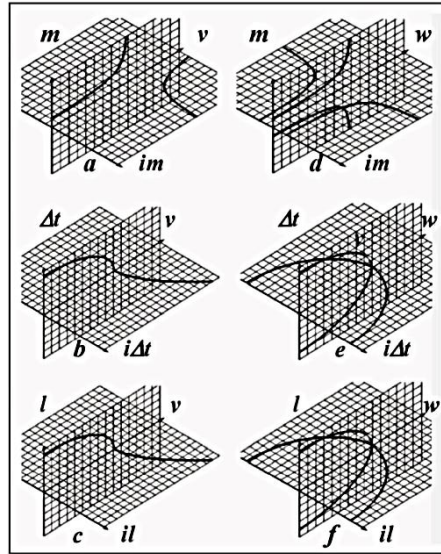 m v m w
a im d im
Δt v Δt w
b iΔt e iΔt
l v l w
c il f il